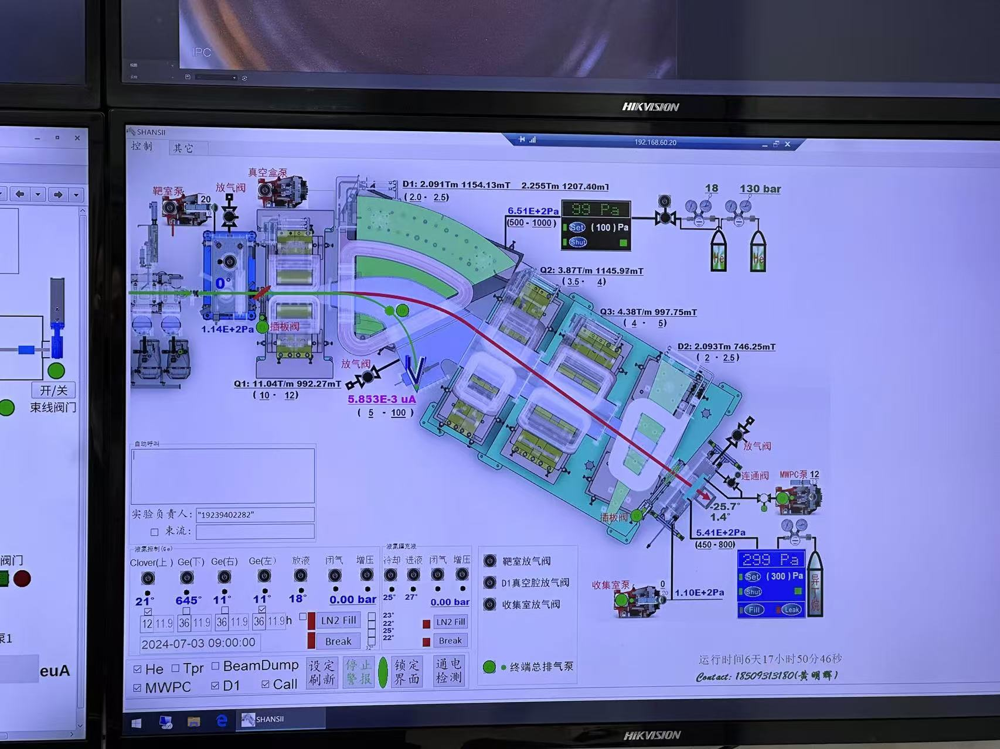 IPC
HIKVISION
SHANSII
192.168.60.20
控制
其它
真空盒泵
靶室泵
20
放气阀
D1: 2.091Tm 1154.13mT 2.255Tm 1207.40mT
(2.0 - 2.5)
6.51E+2Pa
(500 - 1000)
99 Pa
Set (100) Pa
Shut
18
130 bar
He
He
Q2: 3.87T/m 1145.97mT
(3.5 - 4)
0°
1.14E+2Pa
插板阀
Q3: 4.38T/m 997.75mT
(4 - 5)
D2: 2.093Tm 746.25mT
(2 - 2.5)
放气阀
Q1: 11.04T/m 992.27mT
(10 - 12)
5.853E-3 uA
(5 - 100)
开/关
束线阀门
放气阀
连通阀
MWPC泵 12
13
-25.7°
1.4°
插板阀
5.41E+2Pa
(450 - 800)
299 Pa
Set (300) Pa
Shut
Fill
Leak
异丁烷
收集室泵
0
20
1.10E+2Pa
自动呼叫
实验负责人: "19239402282"
束流:
液氮控制(Ge)
Clover(上) Ge(下) Ge(右) Ge(左) 放液 闭气 增压
21° 645° 11° 11° 18° 0.00 bar
12 11.9 36 11.9 36 11.9 36 11.9h
LN2 Fill
Break
2024-07-03 09:00:00
冷却 进液 闭气 增压
25° 27° 0.00 bar
23°
22°
25°
22°
32°
LN2 Fill
Break
靶室放气阀
D1真空腔放气阀
收集室放气阀
终端总排气泵
He Tpr BeamDump
MWPC D1 Call
设定刷新
停止警报
锁定界面
通电检测
运行时间6天17小时50分46秒
Contact: 18509313180(黄明辉)
阀门
泵1
euA
SHANSII
HIKVISION